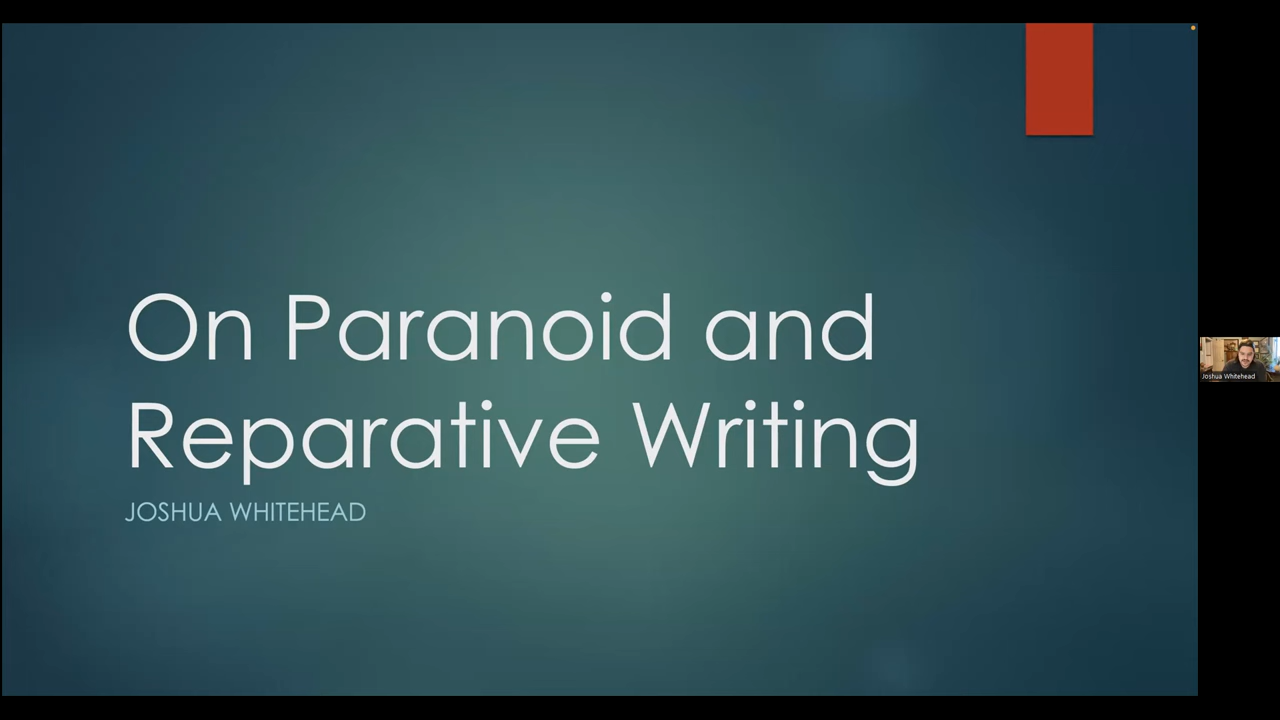 On Paranoid and
Reparative Writing
JOSHUA WHITEHEAD
Joshua Whitehead